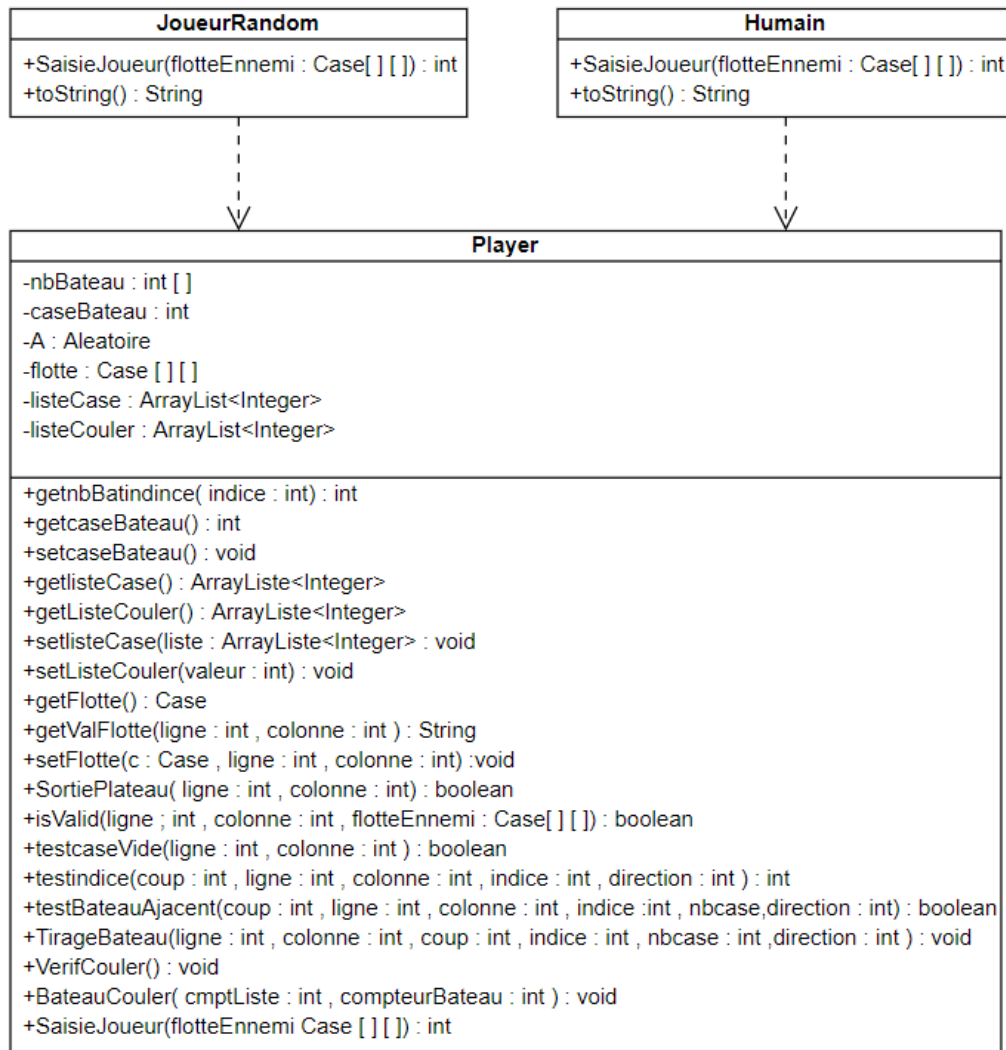 JoueurRandom
+SaisieJoueur(flotteEnnemi : Case[ ] [ ]) : int
+toString() : String
Humain
+SaisieJoueur(flotteEnnemi : Case[ ] [ ]) : int
+toString() : String
Player
-nbBateau : int [ ]
-caseBateau : int
-A : Aleatoire
-flotte : Case [ ] [ ]
-listeCase : ArrayList<Integer>
-listeCouler : ArrayList<Integer>
+getnbBatindince( indice : int) : int
+getcaseBateau() : int
+setcaseBateau() : void
+getlisteCase() : ArrayListe<Integer>
+getListeCouler() : ArrayListe<Integer>
+setlisteCase(liste : ArrayListe<Integer> : void
+setListeCouler(valeur : int) : void
+getFlotte() : Case
+getValFlotte(ligne : int , colonne : int ) : String
+setFlotte(c : Case , ligne : int , colonne : int) :void
+SortiePlateau( ligne : int , colonne : int) : boolean
+isValid(ligne ; int , colonne : int , flotteEnnemi : Case[ ] [ ]) : boolean
+testcaseVide(ligne : int , colonne : int ) : boolean
+testindice(coup : int , ligne : int , colonne : int , indice : int , direction : int ) : int
+testBateauAjacent(coup : int , ligne : int , colonne : int , indice :int , nbcase,direction : int) : boolean
+TirageBateau(ligne : int , colonne : int , coup : int , indice : int , nbcase : int ,direction : int ) : void
+VerifCouler() : void
+BateauCouler( cmptListe : int , compteurBateau : int ) : void
+SaisieJoueur(flotteEnnemi Case [ ] [ ]) : int